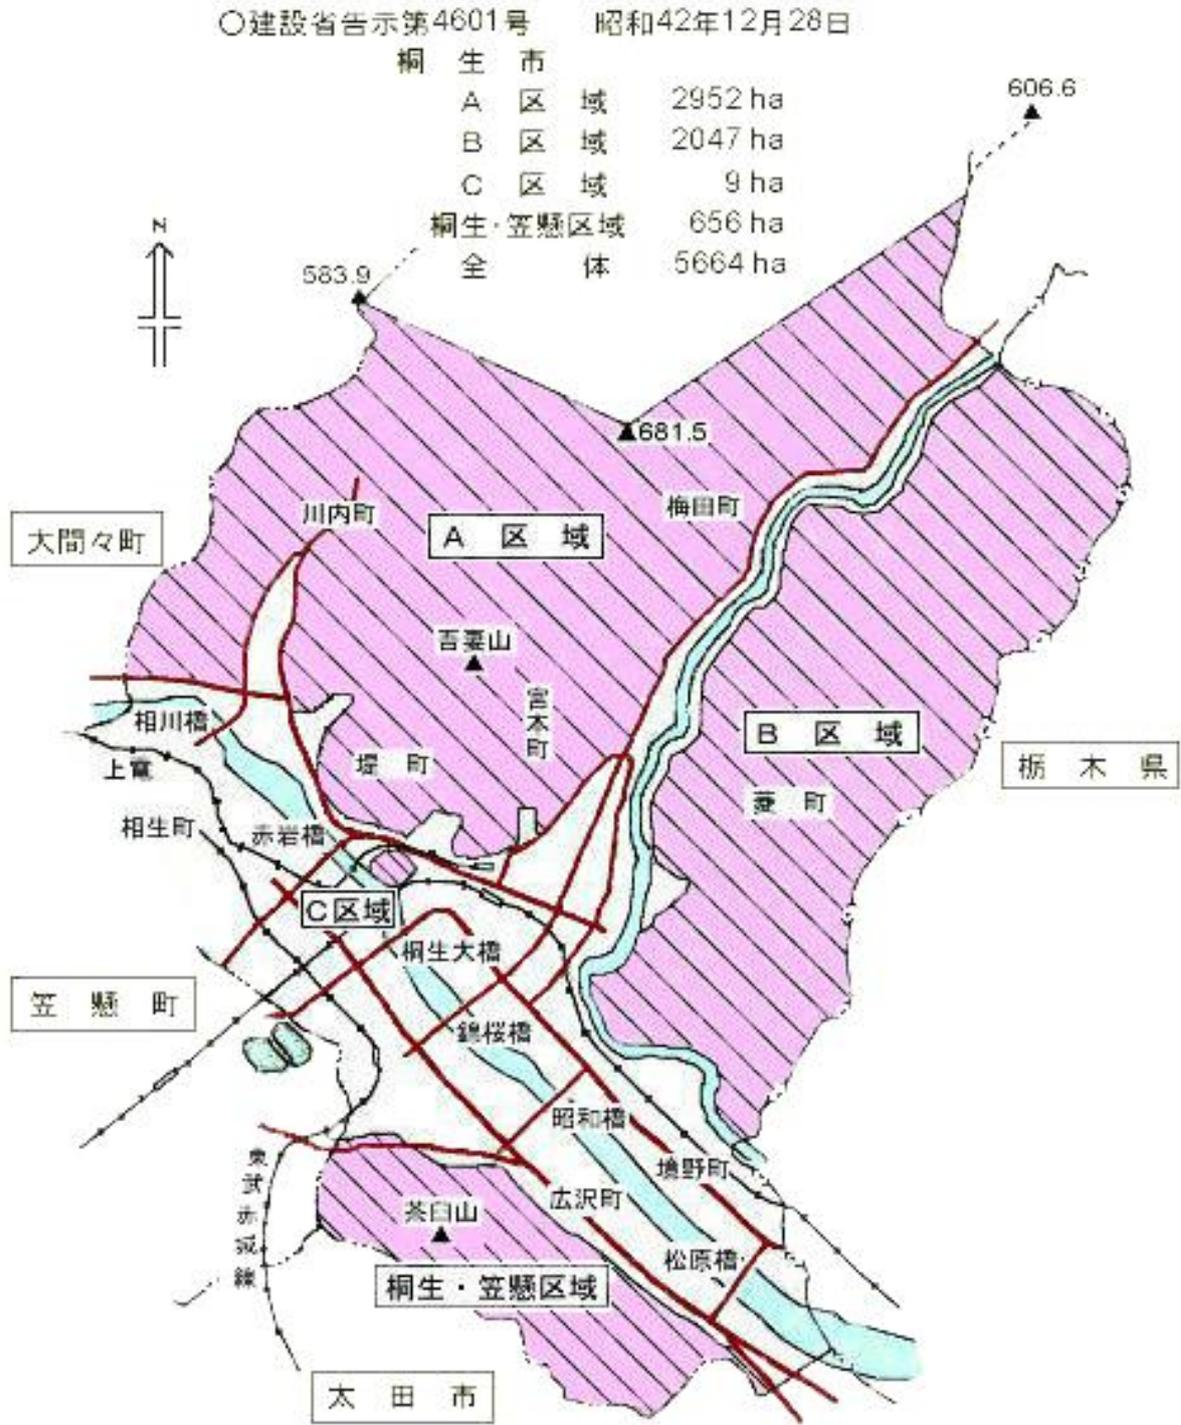 ○建設省告示第4601号　昭和42年12月28日
桐 生 市
A 区 域 2952 ha
B 区 域 2047 ha
C 区 域 9 ha
桐生・笠懸区域 656 ha
全 体 5664 ha
606.6
N
583.9
681.5
梅田町
川内町
A 区 域
大間々町
吾妻山
宮本町
相川橋
B 区 域
堤 町
上電
栃 木 県
菱 町
相生町
赤岩橋
C区域
桐生大橋
笠 懸 町
錦桜橋
昭和橋
東武赤城線
境野町
広沢町
茶臼山
松原橋
桐生・笠懸区域
太 田 市